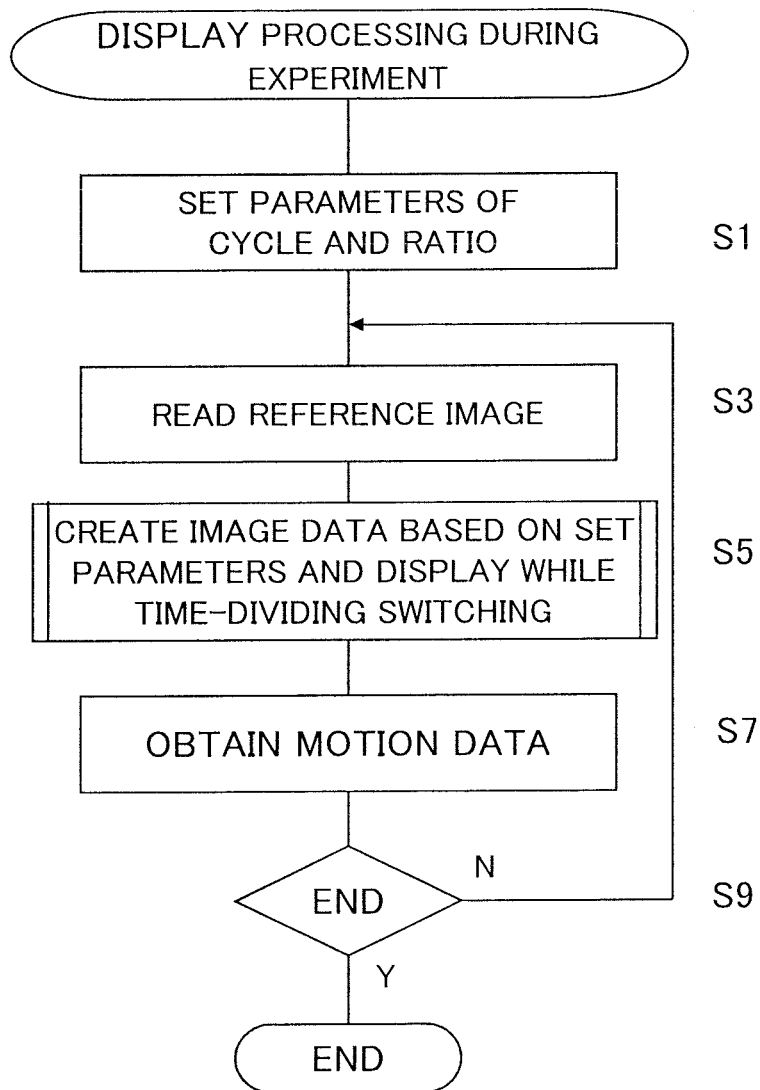 DISPLAY PROCESSING DURING
EXPERIMENT
SET PARAMETERS OF
CYCLE AND RATIO
S1
READ REFERENCE IMAGE
S3
CREATE IMAGE DATA BASED ON SET
PARAMETERS AND DISPLAY WHILE
TIME-DIVIDING SWITCHING
S5
OBTAIN MOTION DATA
S7
END
N
S9
Y
END